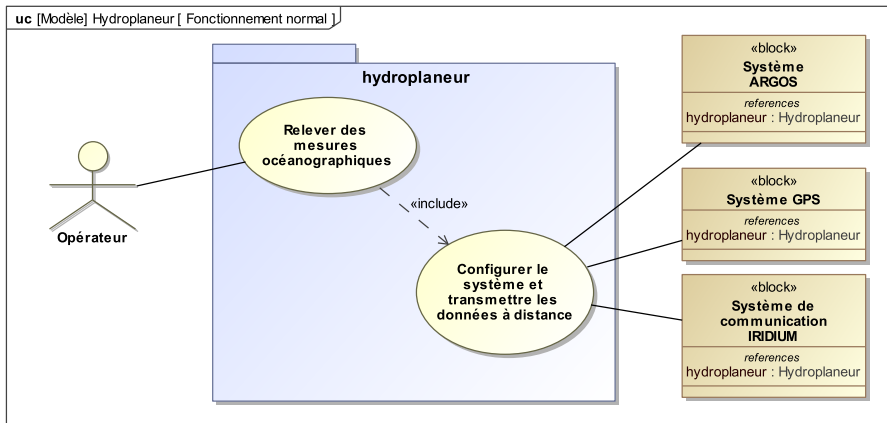 uc [Modèle] Hydroplaneur [ Fonctionnement normal ]
hydroplaneur
Relever des
mesures
océanographiques
«include»
Configurer le
système et
transmettre les
données à distance
Opérateur
«block»
Système
ARGOS
references
hydroplaneur : Hydroplaneur
«block»
Système GPS
references
hydroplaneur : Hydroplaneur
«block»
Système de
communication
IRIDIUM
references
hydroplaneur : Hydroplaneur